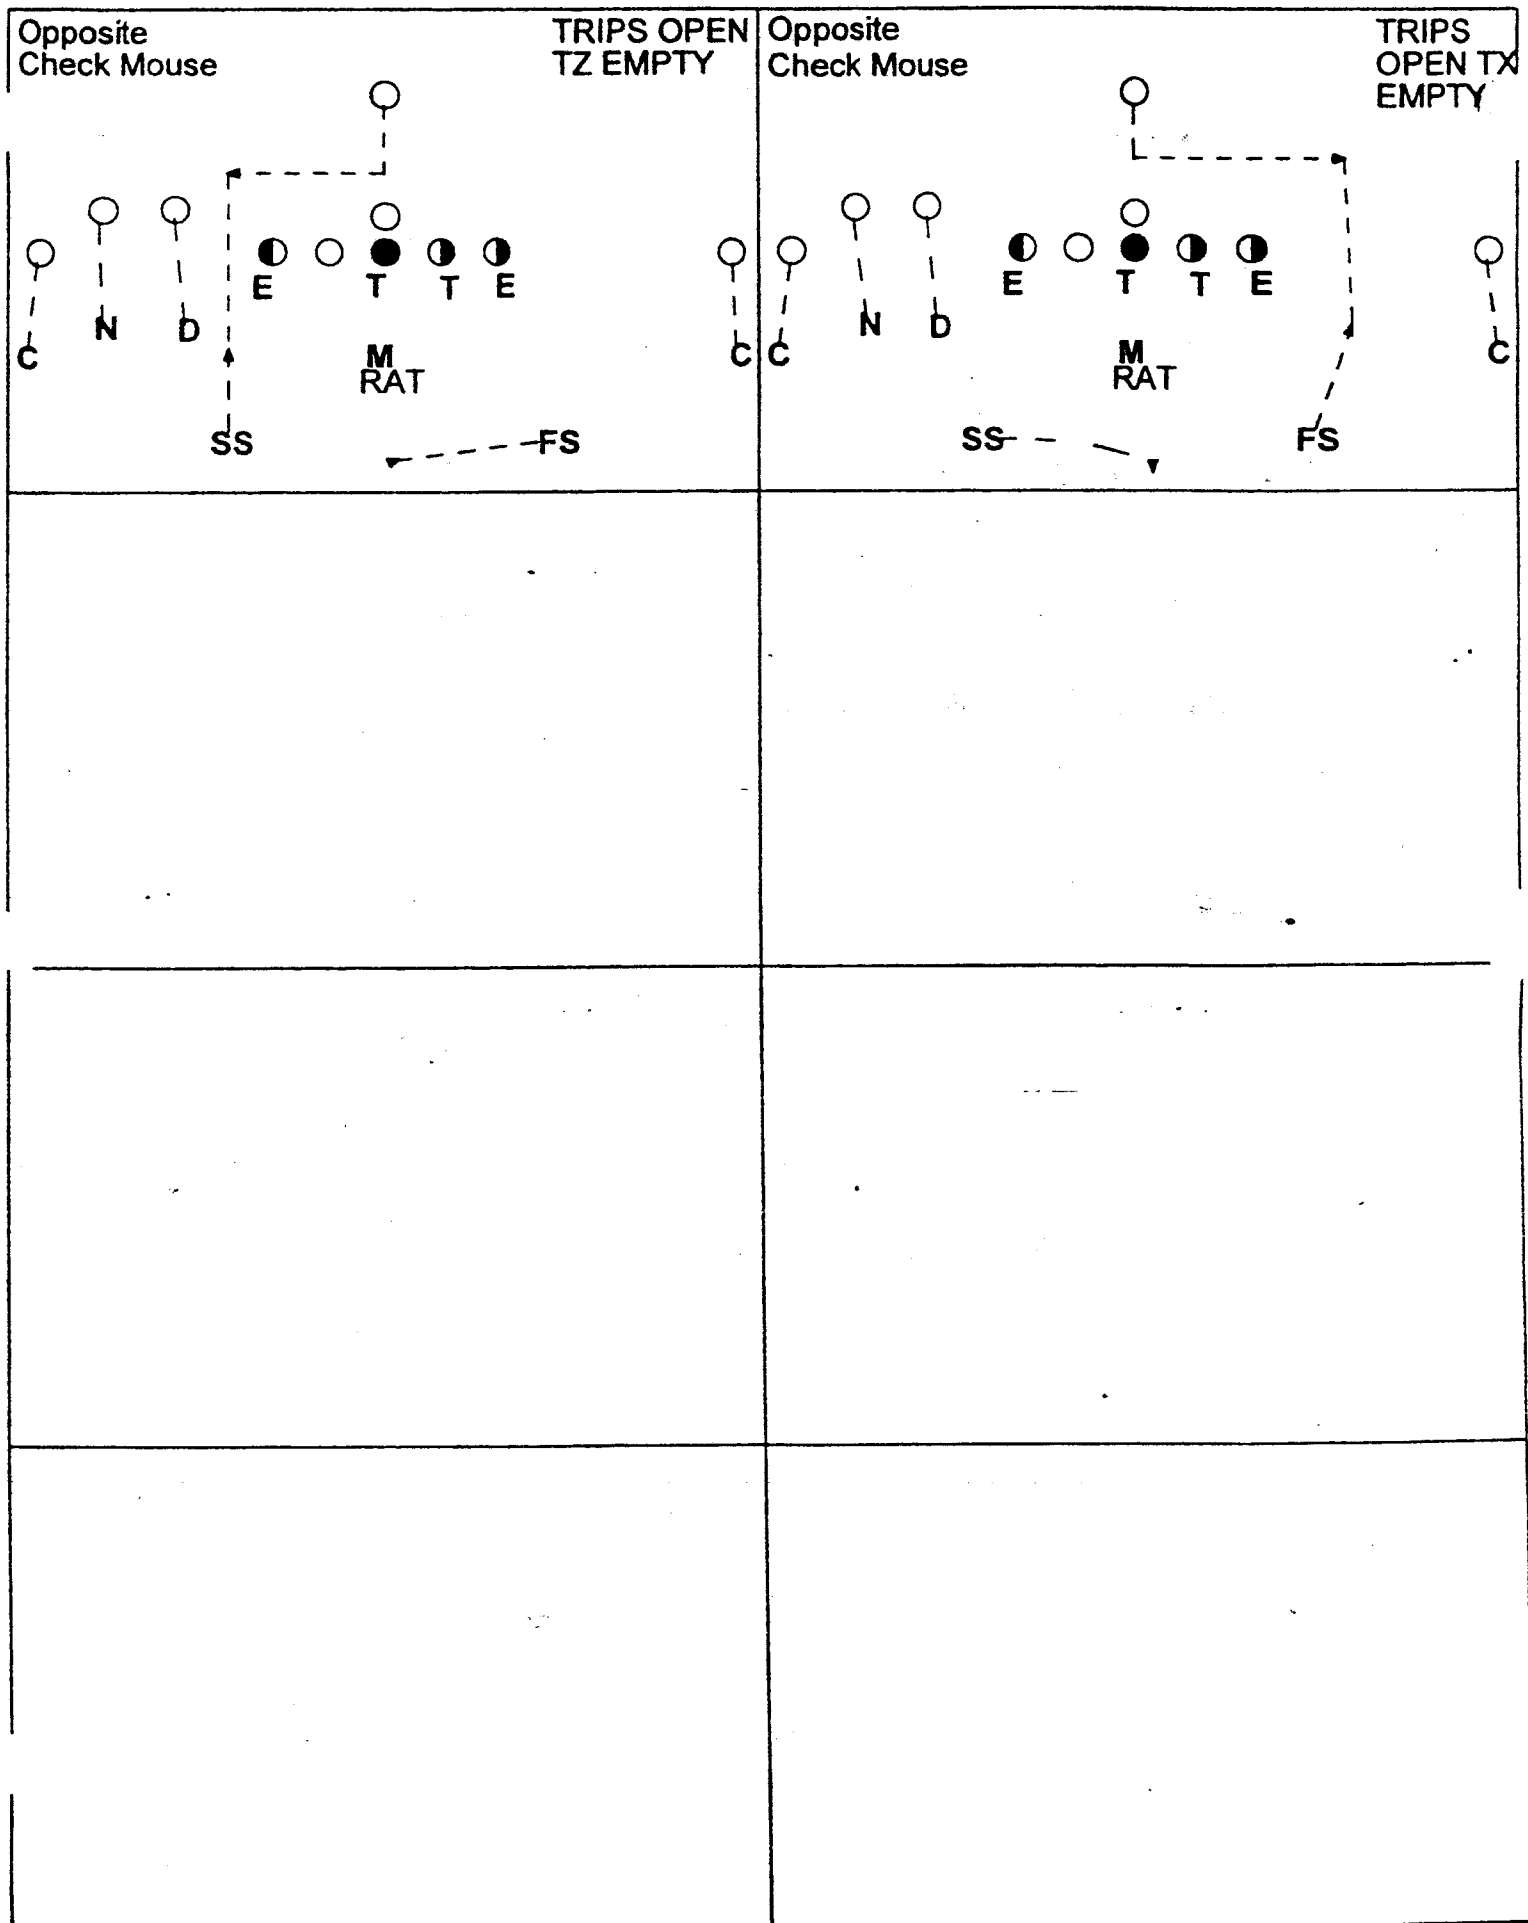 Opposite
Check Mouse
TRIPS OPEN
TZ EMPTY
E T T E
N D
C M C
RAT
SS FS
Opposite
Check Mouse
TRIPS
OPEN TX
EMPTY
E T T E
N D
C M C
RAT
SS FS